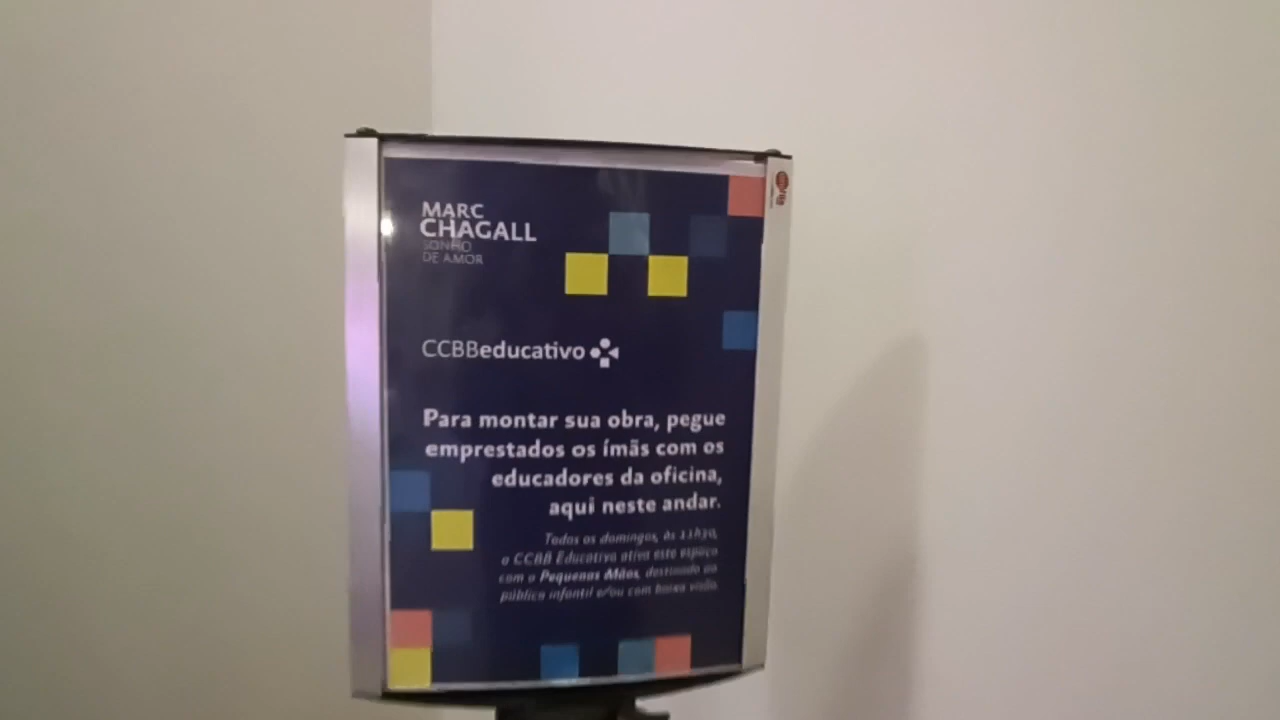 MARC
CHAGALL
SONHO
DE AMOR
CCBBeducativo
Para montar sua obra, pegue
emprestados os ímãs com os
educadores da oficina,
aqui neste andar.
Todos os domingos, às 11h30,
o CCBB Educativo ativa este espaço
com o Pequenas Mãos, destinado ao
público infantil e/ou com baixa visão.